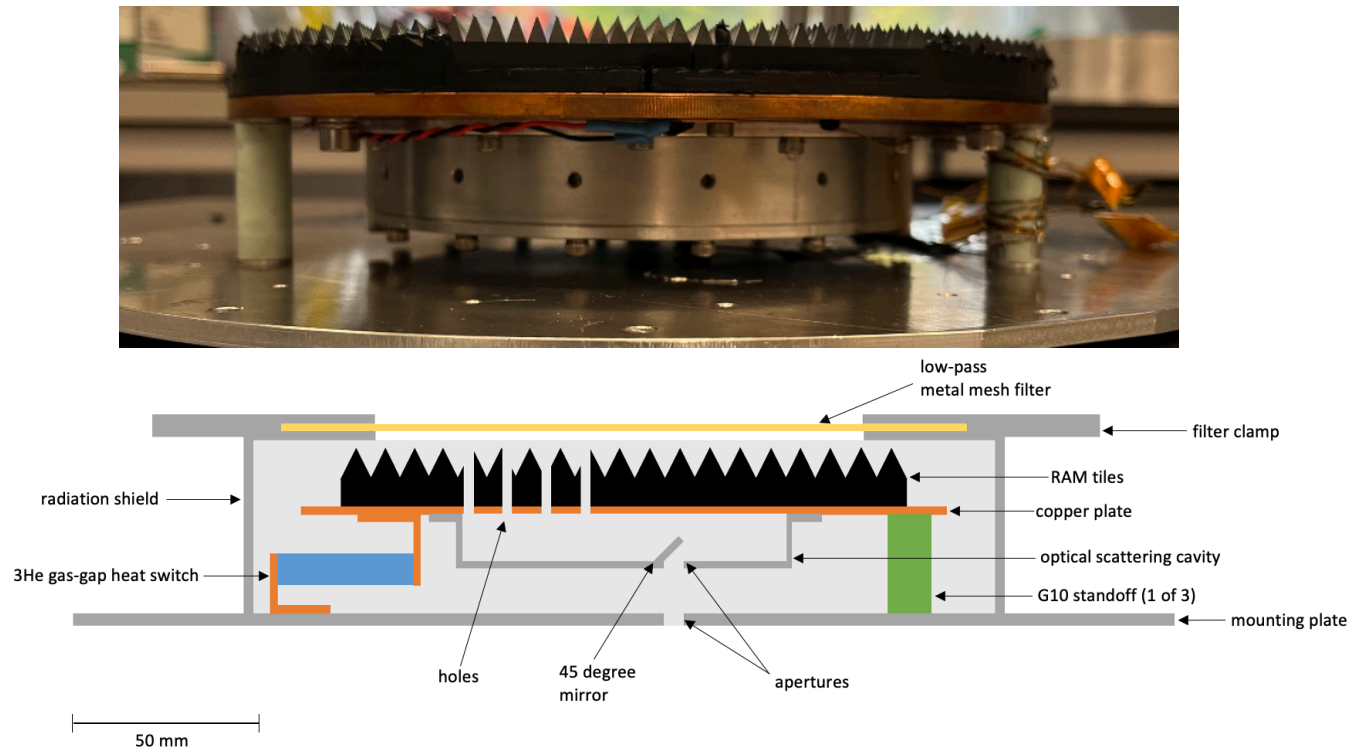 low-pass
metal mesh filter
filter clamp
RAM tiles
radiation shield
copper plate
optical scattering cavity
3He gas-gap heat switch
G10 standoff (1 of 3)
mounting plate
holes
45 degree
mirror
apertures
50 mm